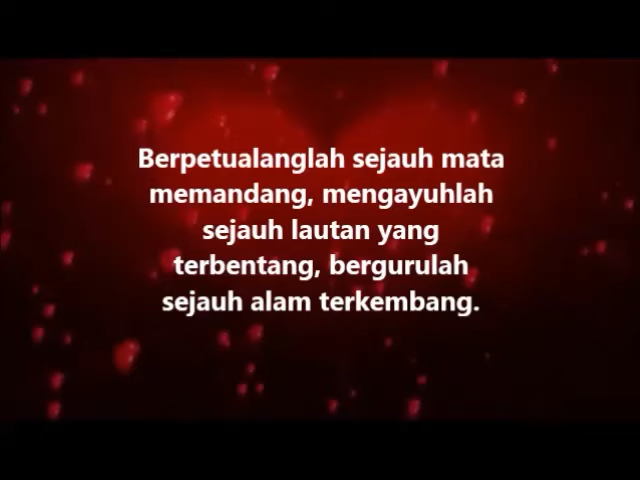 Berpetualanglah sejauh mata
memandang, mengayuhlah
sejauh lautan yang
terbentang, bergurulah
sejauh alam terkembang.